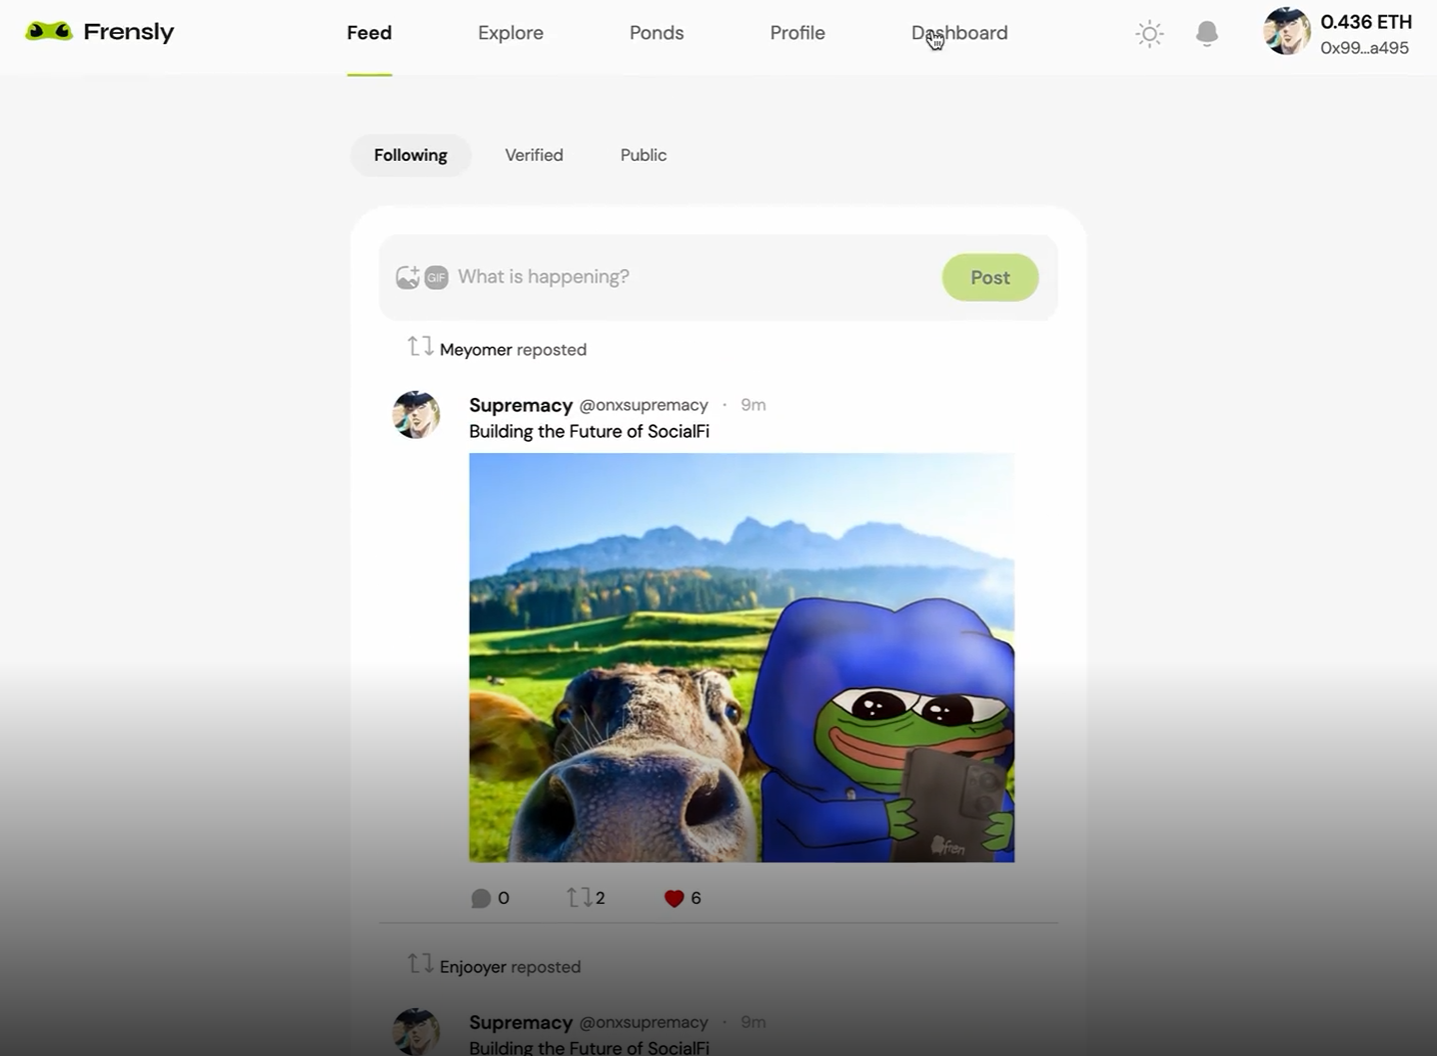 Frensly
Feed
Explore
Ponds
Profile
Dashboard
0.436 ETH
0x99...a495
Following
Verified
Public
GIF
What is happening?
Post
Meyomer reposted
Supremacy @onxsupremacy · 9m
Building the Future of SocialFi
fren
0
2
6
Enjooyer reposted
Supremacy @onxsupremacy · 9m
Building the Future of SocialFi